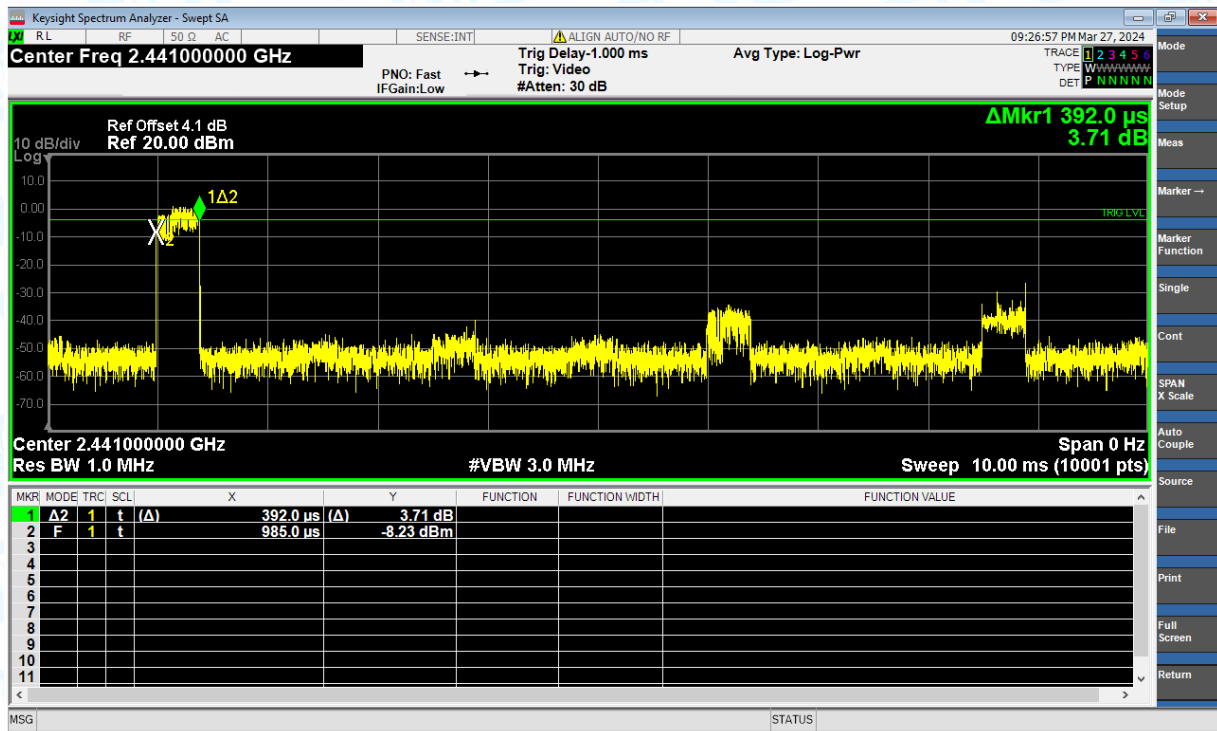 Keysight Spectrum Analyzer - Swept SA
LXI RL RF 50 Ω AC SENSE:INT ALIGN AUTO/NO RF 09:26:57 PM Mar 27, 2024
Center Freq 2.441000000 GHz
PNO: Fast
IFGain:Low
Trig Delay-1.000 ms
Trig: Video
#Atten: 30 dB
Avg Type: Log-Pwr
TRACE 1 2 3 4 5 6
TYPE WWWWWW
DET P N N N N N
ΔMkr1 392.0 µs
3.71 dB
Ref Offset 4.1 dB
10 dB/div Ref 20.00 dBm
Log
10.0
0.00
-10.0
-20.0
-30.0
-40.0
-50.0
-60.0
-70.0
1Δ2
2
TRIG LVL
Center 2.441000000 GHz Span 0 Hz
Res BW 1.0 MHz #VBW 3.0 MHz Sweep 10.00 ms (10001 pts)
MKR MODE TRC SCL X Y FUNCTION FUNCTION WIDTH FUNCTION VALUE
1 Δ2 1 t (Δ) 392.0 µs (Δ) 3.71 dB
2 F 1 t 985.0 µs -8.23 dBm
3
4
5
6
7
8
9
10
11
MSG STATUS
Mode
Mode
Setup
Meas
Marker →
Marker
Function
Single
Cont
SPAN
X Scale
Auto
Couple
Source
File
Print
Full
Screen
Return